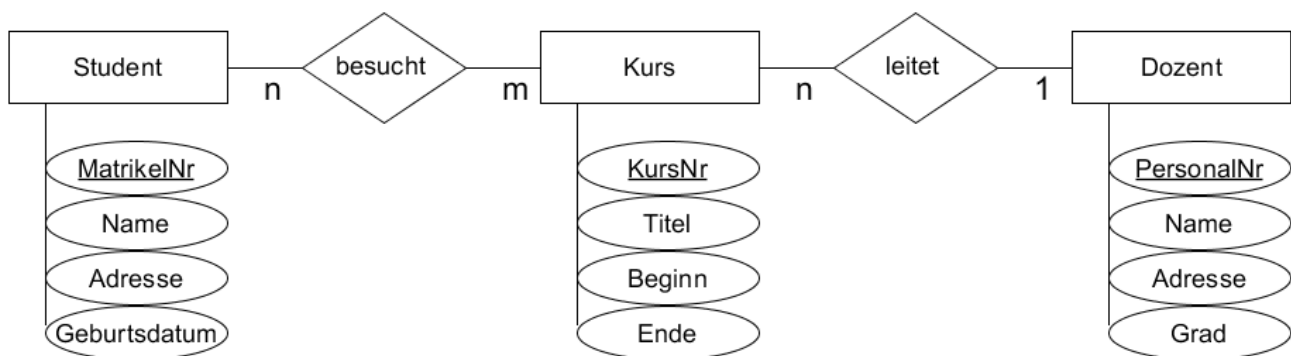 Student
besucht
Kurs
leitet
Dozent
n
m
n
1
MatrikelNr
KursNr
PersonalNr
Name
Titel
Name
Adresse
Beginn
Adresse
Geburtsdatum
Ende
Grad